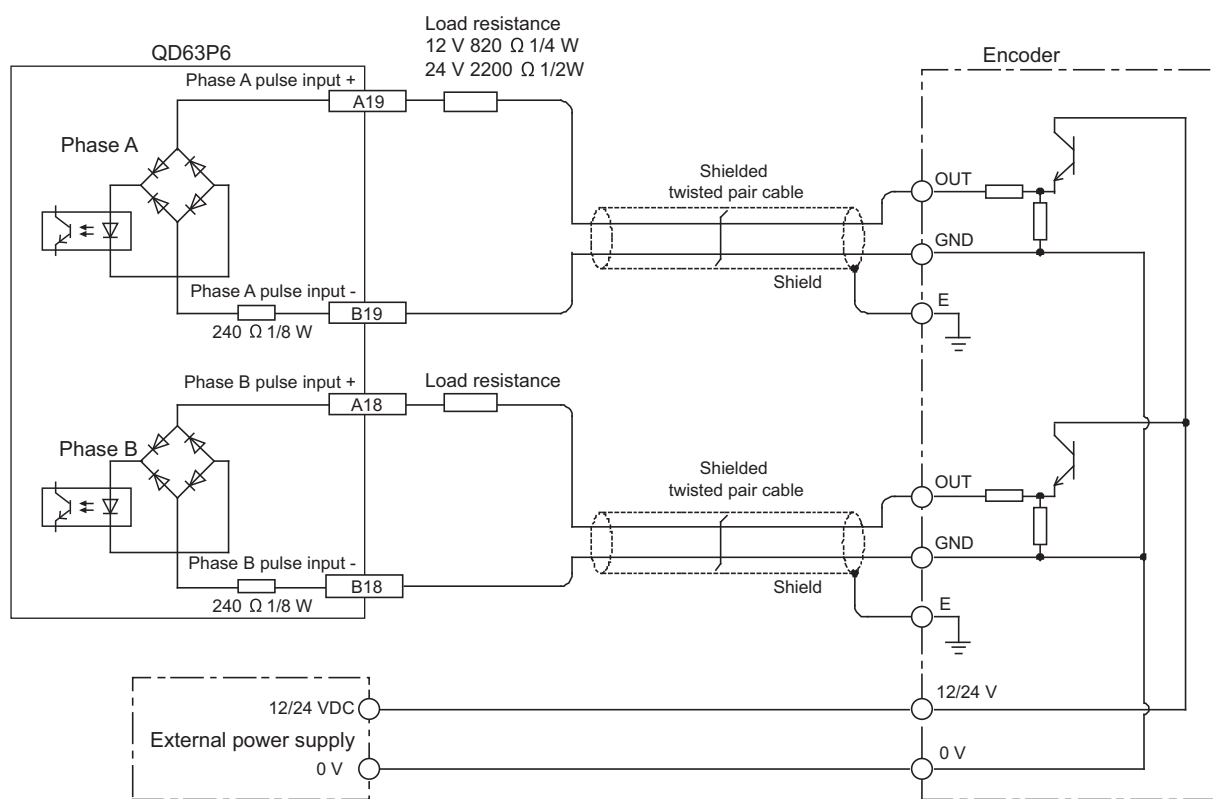 Load resistance
12 V 820 Ω 1/4 W
24 V 2200 Ω 1/2W
QD63P6
Encoder
Phase A pulse input +
A19
Phase A
Shielded
twisted pair cable
OUT
GND
Shield
Phase A pulse input -
B19
240 Ω 1/8 W
E
Phase B pulse input +
A18
Load resistance
Phase B
Shielded
twisted pair cable
OUT
GND
Shield
Phase B pulse input -
B18
240 Ω 1/8 W
E
12/24 VDC
12/24 V
External power supply
0 V
0 V